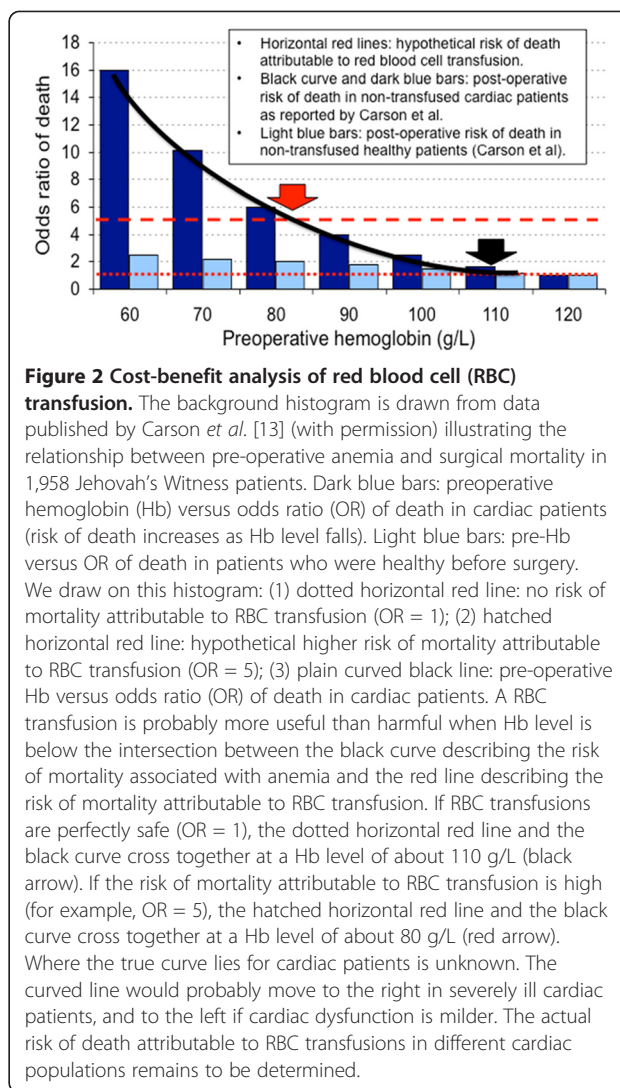 18
16
14
12
10
8
6
4
2
0
Odds ratio of death
• Horizontal red lines: hypothetical risk of death
attributable to red blood cell transfusion.
• Black curve and dark blue bars: post-operative
risk of death in non-transfused cardiac patients
as reported by Carson et al.
• Light blue bars: post-operative risk of death in
non-transfused healthy patients (Carson et al).
60 70 80 90 100 110 120
Preoperative hemoglobin (g/L)
Figure 2 Cost-benefit analysis of red blood cell (RBC)
transfusion. The background histogram is drawn from data
published by Carson et al. [13] (with permission) illustrating the
relationship between pre-operative anemia and surgical mortality in
1,958 Jehovah's Witness patients. Dark blue bars: preoperative
hemoglobin (Hb) versus odds ratio (OR) of death in cardiac patients
(risk of death increases as Hb level falls). Light blue bars: pre-Hb
versus OR of death in patients who were healthy before surgery.
We draw on this histogram: (1) dotted horizontal red line: no risk of
mortality attributable to RBC transfusion (OR = 1); (2) hatched
horizontal red line: hypothetical higher risk of mortality attributable
to RBC transfusion (OR = 5); (3) plain curved black line: pre-operative
Hb versus odds ratio (OR) of death in cardiac patients. A RBC
transfusion is probably more useful than harmful when Hb level is
below the intersection between the black curve describing the risk
of mortality associated with anemia and the red line describing the
risk of mortality attributable to RBC transfusion. If RBC transfusions
are perfectly safe (OR = 1), the dotted horizontal red line and the
black curve cross together at a Hb level of about 110 g/L (black
arrow). If the risk of mortality attributable to RBC transfusion is high
(for example, OR = 5), the hatched horizontal red line and the black
curve cross together at a Hb level of about 80 g/L (red arrow).
Where the true curve lies for cardiac patients is unknown. The
curved line would probably move to the right in severely ill cardiac
patients, and to the left if cardiac dysfunction is milder. The actual
risk of death attributable to RBC transfusions in different cardiac
populations remains to be determined.